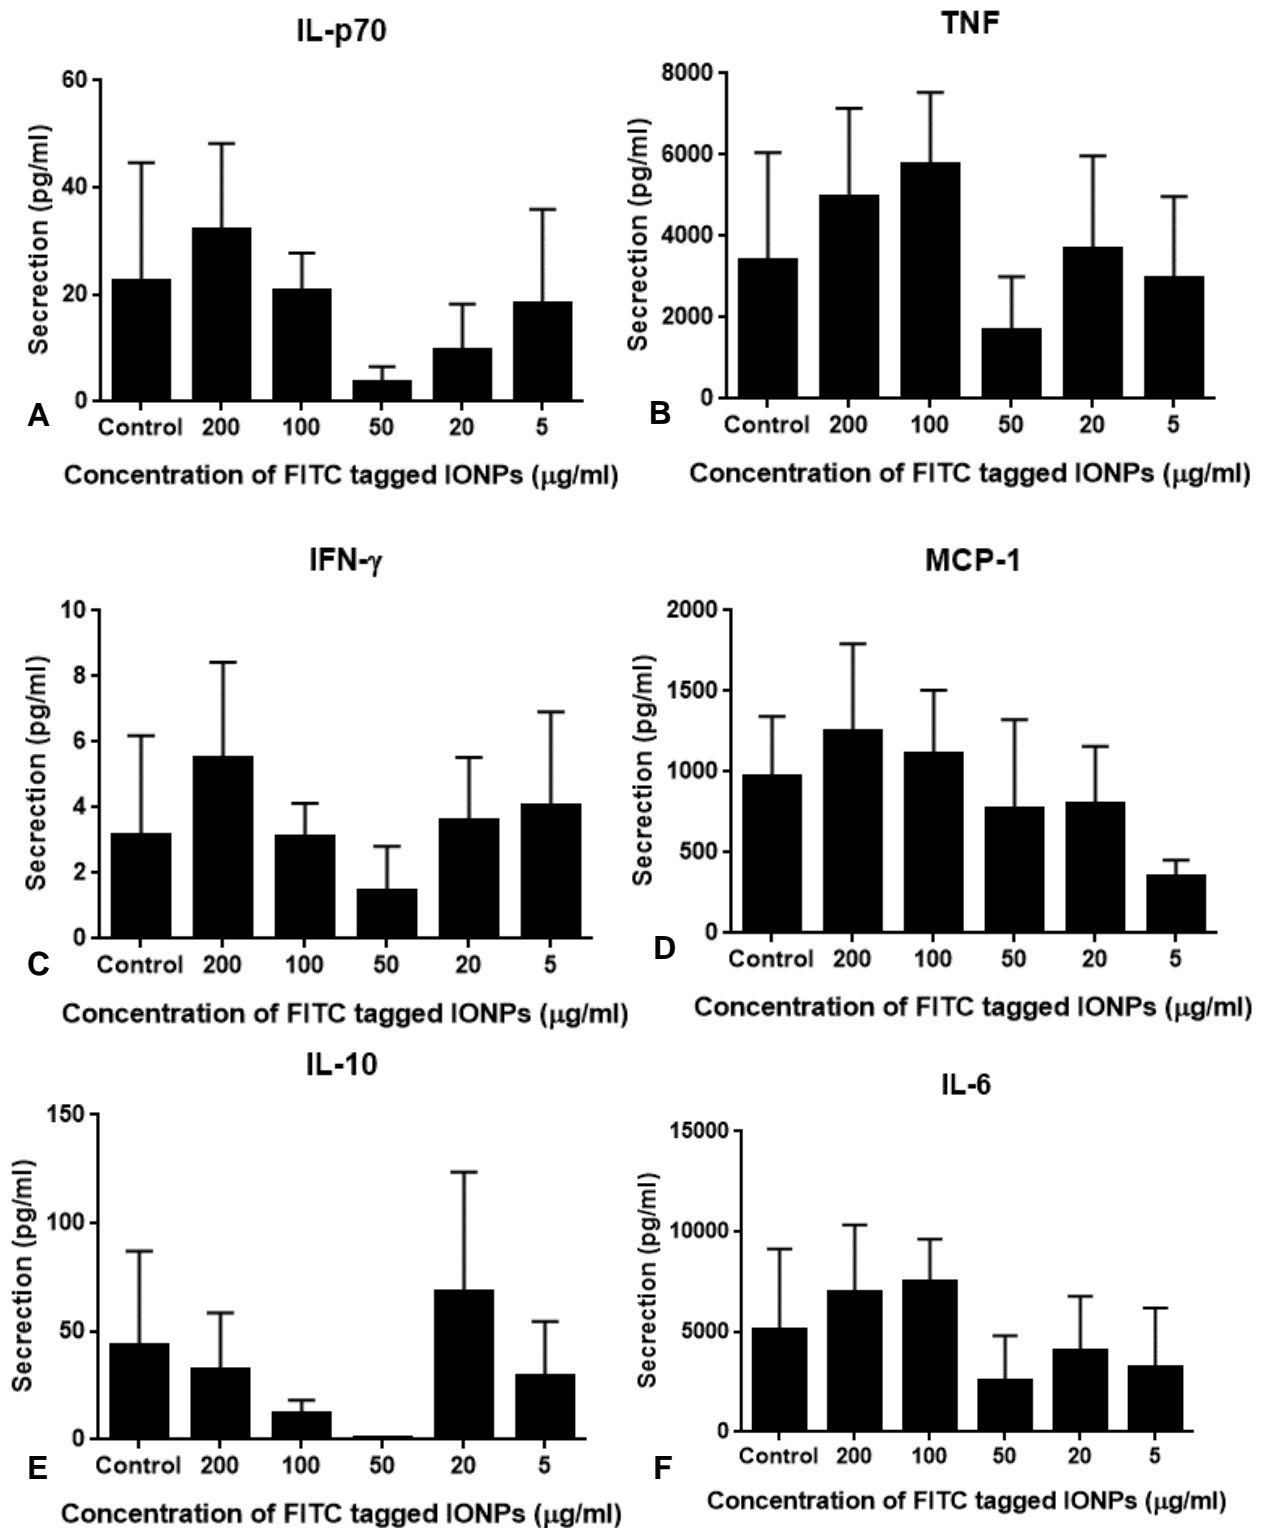 IL-p70
60
40
20
0
Secrection (pg/ml)
Control 200 100 50 20 5
Concentration of FITC tagged IONPs (μg/ml)
A
TNF
8000
6000
4000
2000
0
Secrection (pg/ml)
Control 200 100 50 20 5
Concentration of FITC tagged IONPs (μg/ml)
B
IFN-γ
10
8
6
4
2
0
Secrection (pg/ml)
Control 200 100 50 20 5
Concentration of FITC tagged IONPs (μg/ml)
C
MCP-1
2000
1500
1000
500
0
Secrection (pg/ml)
Control 200 100 50 20 5
Concentration of FITC tagged IONPs (μg/ml)
D
IL-10
150
100
50
0
Secrection (pg/ml)
Control 200 100 50 20 5
Concentration of FITC tagged IONPs (μg/ml)
E
IL-6
15000
10000
5000
0
Secrection (pg/ml)
Control 200 100 50 20 5
Concentration of FITC tagged IONPs (μg/ml)
F